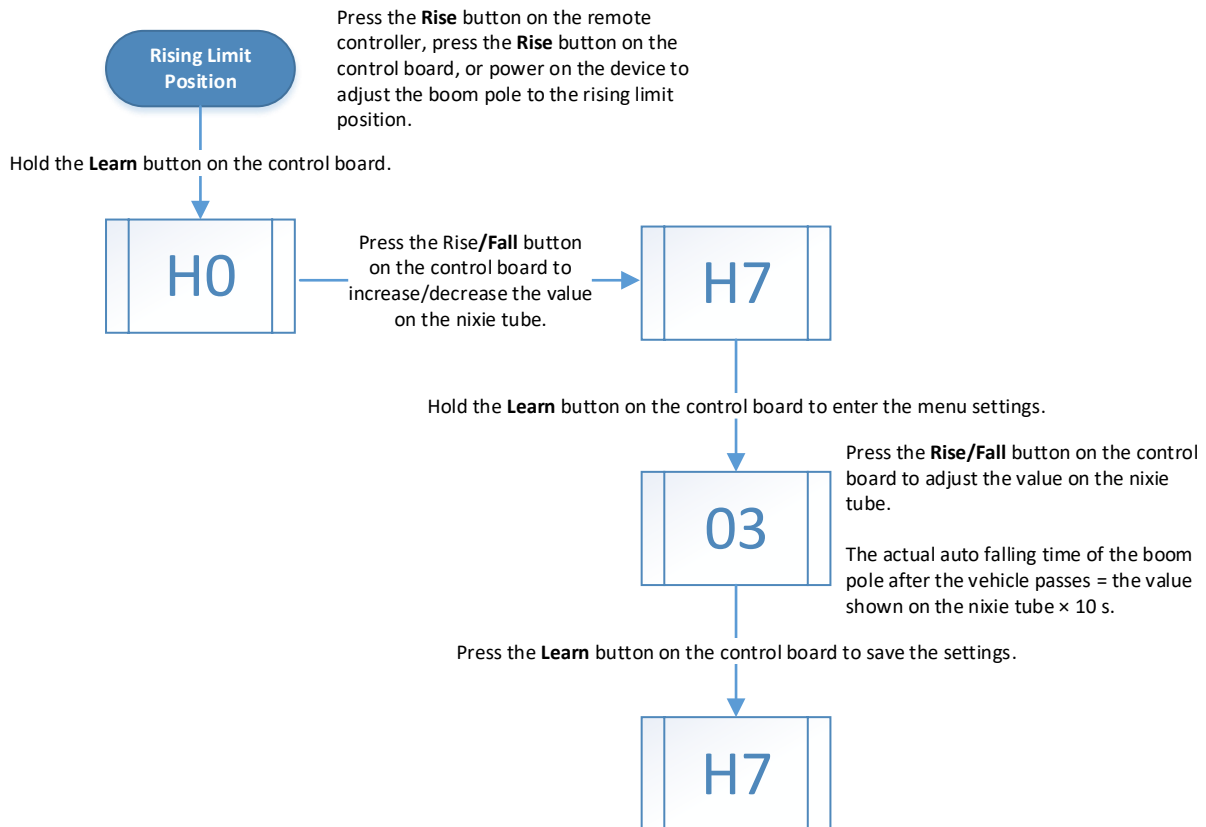 Rising Limit
Position
Press the Rise button on the remote
controller, press the Rise button on the
control board, or power on the device to
adjust the boom pole to the rising limit
position.
Hold the Learn button on the control board.
H0
Press the Rise/Fall button
on the control board to
increase/decrease the value
on the nixie tube.
H7
Hold the Learn button on the control board to enter the menu settings.
03
Press the Rise/Fall button on the control
board to adjust the value on the nixie
tube.
The actual auto falling time of the boom
pole after the vehicle passes = the value
shown on the nixie tube × 10 s.
Press the Learn button on the control board to save the settings.
H7